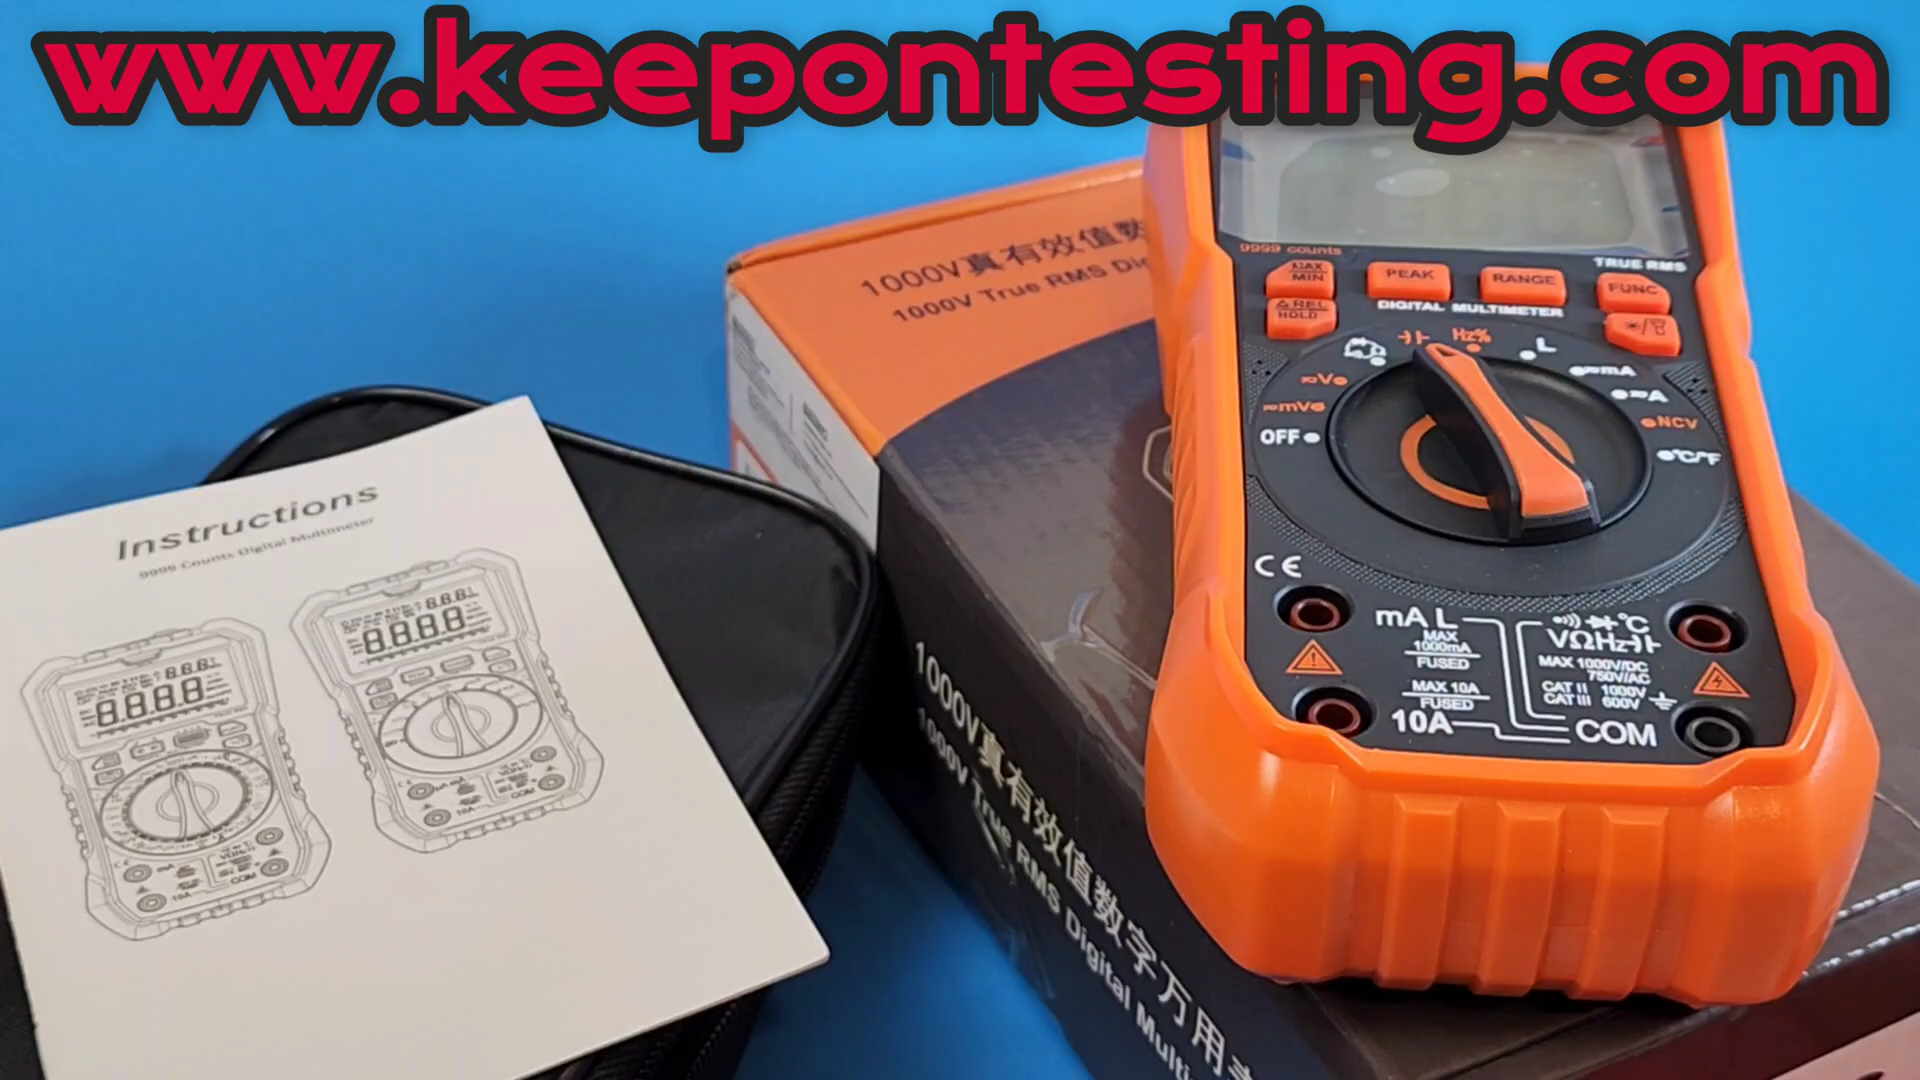 www.keepontesting.com
1000V真有效值数
1000V True RMS Di
9999 counts
TRUE RMS
MAX
MIN
PEAK
RANGE
FUNC
△ REL
HOLD
DIGITAL MULTIMETER
Hz%
L
mA
A
NCV
°C/°F
V
mV
OFF
CE
mA L
MAX
1000mA
FUSED
MAX 10A
FUSED
10A
°C
VΩHz
MAX 1000V/DC
750V/AC
CAT II 1000V
CAT III 600V
COM
Instructions
9999 Counts Digital Multimeter
1000V真有效值数字万用
1000V True RMS Digital Multi